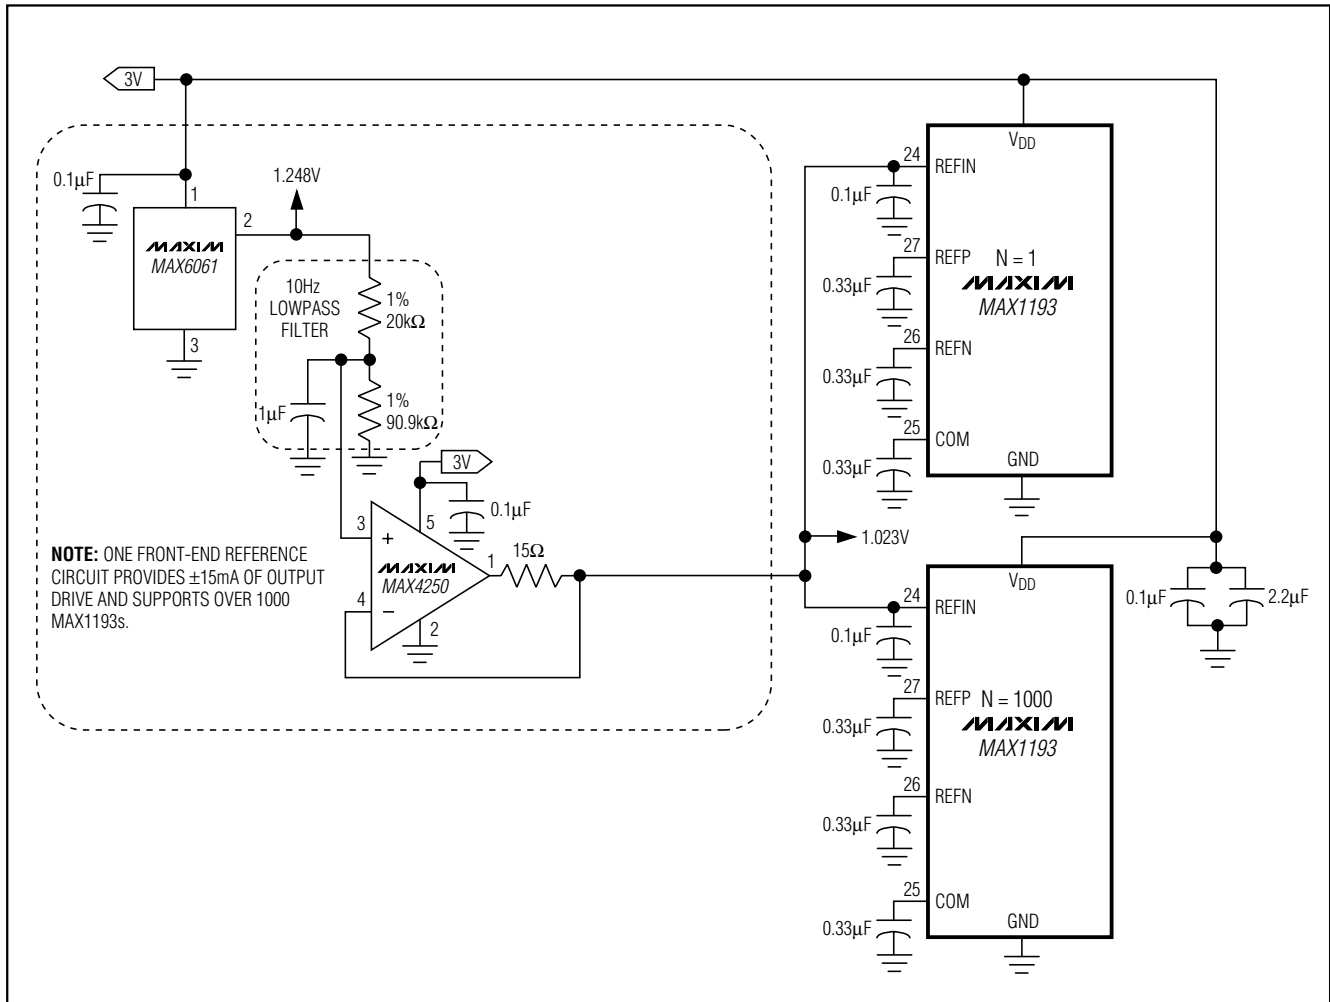 3V
0.1µF
1
1.248V
2
MAXIM
MAX6061
3
10Hz
LOWPASS
FILTER
1%
20kΩ
1µF
1%
90.9kΩ
3V
0.1µF
5
3
+
MAXIM
MAX4250
1
15Ω
4
−
2
NOTE: ONE FRONT-END REFERENCE
CIRCUIT PROVIDES ±15mA OF OUTPUT
DRIVE AND SUPPORTS OVER 1000
MAX1193s.
VDD
24
REFIN
0.1µF
27
REFP
N = 1
MAXIM
MAX1193
0.33µF
26
REFN
0.33µF
25
COM
0.33µF
GND
1.023V
VDD
24
REFIN
0.1µF
27
REFP
N = 1000
MAXIM
MAX1193
0.33µF
26
REFN
0.33µF
25
COM
0.33µF
GND
0.1µF
2.2µF